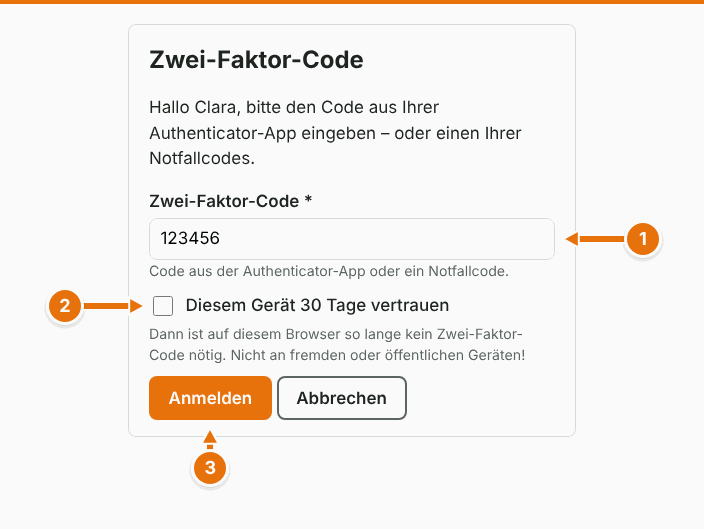 Zwei-Faktor-Code
Hallo Clara, bitte den Code aus Ihrer
Authenticator-App eingeben – oder einen Ihrer
Notfallcodes.
Zwei-Faktor-Code *
123456
1
Code aus der Authenticator-App oder ein Notfallcode.
2
Diesem Gerät 30 Tage vertrauen
Dann ist auf diesem Browser so lange kein Zwei-Faktor-
Code nötig. Nicht an fremden oder öffentlichen Geräten!
Anmelden
Abbrechen
3